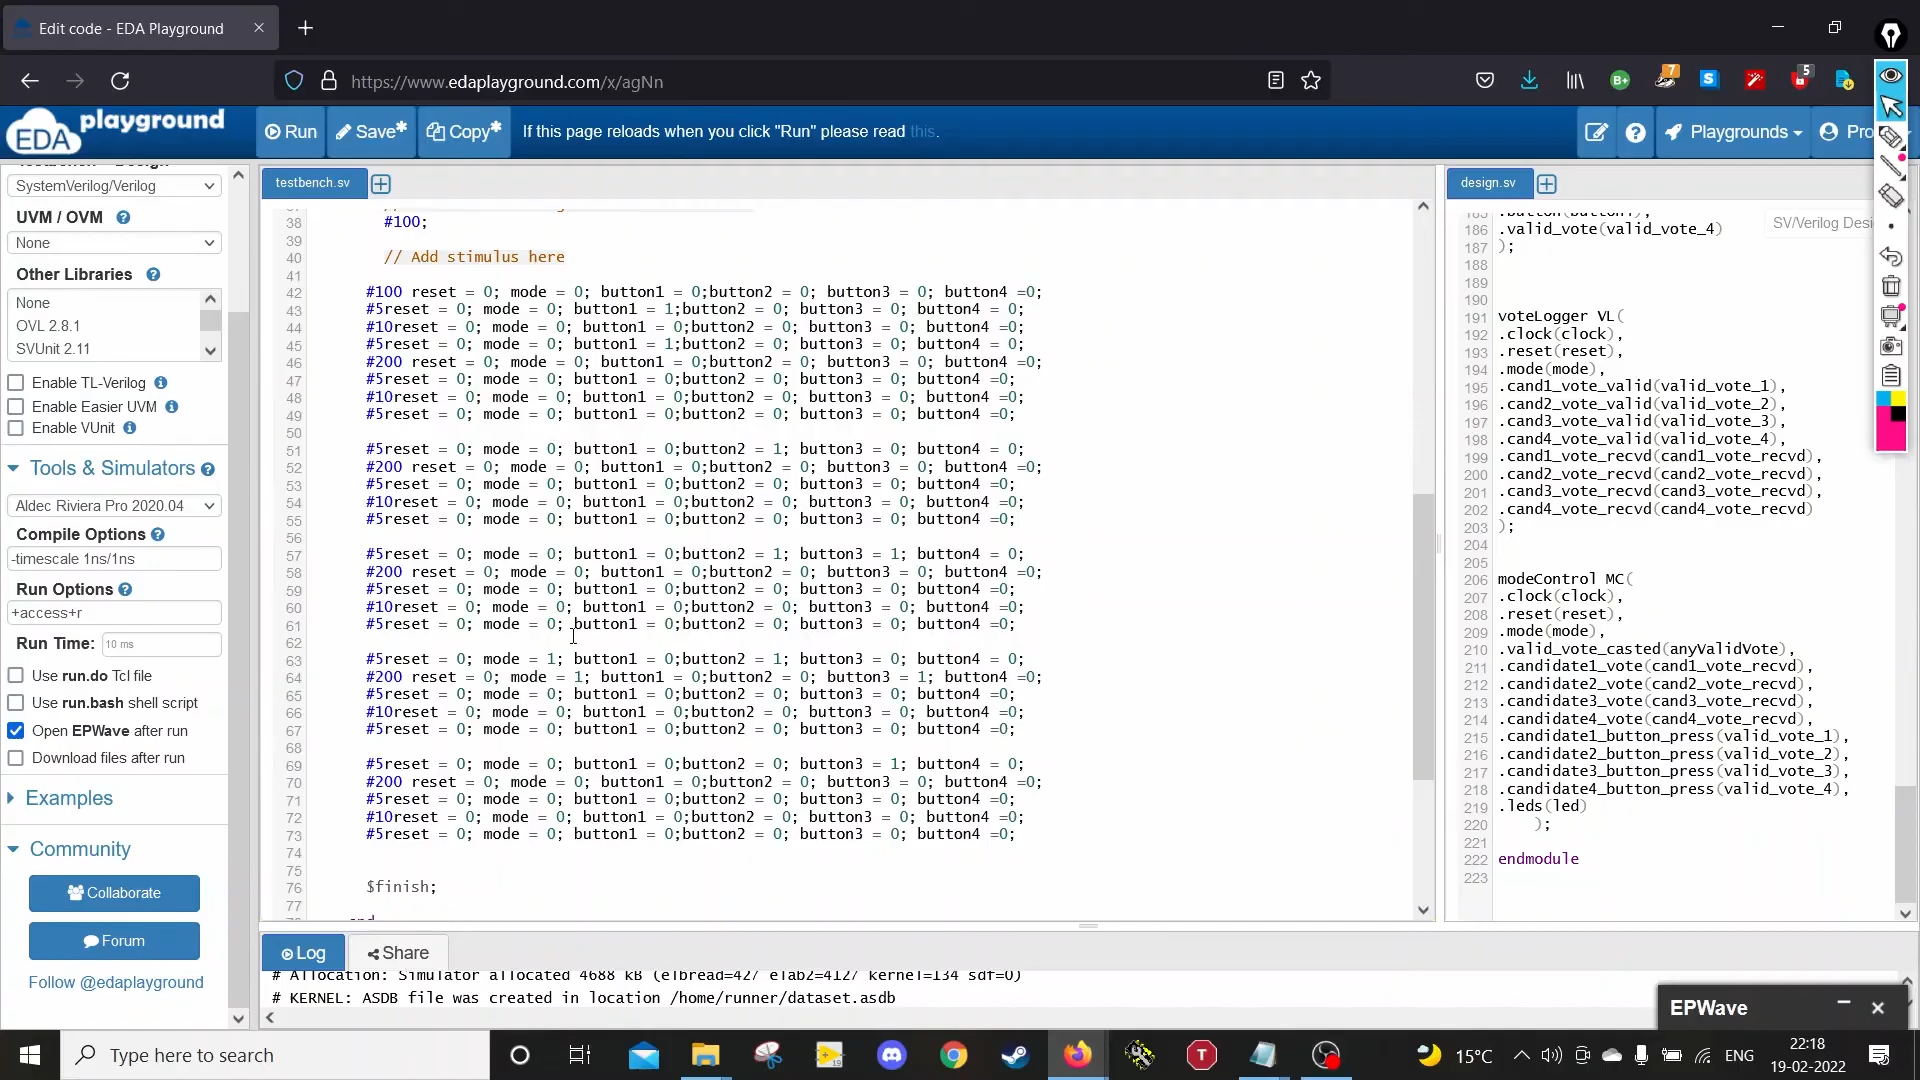 Edit code - EDA Playground
https://www.edaplayground.com/x/agNn
7
5
EDA playground
Run
Save*
Copy*
If this page reloads when you click "Run" please read this.
Playgrounds
Pro
SystemVerilog/Verilog
UVM / OVM
None
Other Libraries
None
OVL 2.8.1
SVUnit 2.11
Enable TL-Verilog
Enable Easier UVM
Enable VUnit
Tools & Simulators
Aldec Riviera Pro 2020.04
Compile Options
-timescale 1ns/1ns
Run Options
+access+r
Run Time: 10 ms
Use run.do Tcl file
Use run.bash shell script
Open EPWave after run
Download files after run
Examples
Community
Collaborate
Forum
Follow @edaplayground
testbench.sv
38 #100;
39
40 // Add stimulus here
41
42 #100 reset = 0; mode = 0; button1 = 0;button2 = 0; button3 = 0; button4 =0;
43 #5reset = 0; mode = 0; button1 = 1;button2 = 0; button3 = 0; button4 = 0;
44 #10reset = 0; mode = 0; button1 = 0;button2 = 0; button3 = 0; button4 =0;
45 #5reset = 0; mode = 0; button1 = 1;button2 = 0; button3 = 0; button4 = 0;
46 #200 reset = 0; mode = 0; button1 = 0;button2 = 0; button3 = 0; button4 =0;
47 #5reset = 0; mode = 0; button1 = 0;button2 = 0; button3 = 0; button4 =0;
48 #10reset = 0; mode = 0; button1 = 0;button2 = 0; button3 = 0; button4 =0;
49 #5reset = 0; mode = 0; button1 = 0;button2 = 0; button3 = 0; button4 =0;
50
51 #5reset = 0; mode = 0; button1 = 0;button2 = 1; button3 = 0; button4 = 0;
52 #200 reset = 0; mode = 0; button1 = 0;button2 = 0; button3 = 0; button4 =0;
53 #5reset = 0; mode = 0; button1 = 0;button2 = 0; button3 = 0; button4 =0;
54 #10reset = 0; mode = 0; button1 = 0;button2 = 0; button3 = 0; button4 =0;
55 #5reset = 0; mode = 0; button1 = 0;button2 = 0; button3 = 0; button4 =0;
56
57 #5reset = 0; mode = 0; button1 = 0;button2 = 1; button3 = 1; button4 = 0;
58 #200 reset = 0; mode = 0; button1 = 0;button2 = 0; button3 = 0; button4 =0;
59 #5reset = 0; mode = 0; button1 = 0;button2 = 0; button3 = 0; button4 =0;
60 #10reset = 0; mode = 0; button1 = 0;button2 = 0; button3 = 0; button4 =0;
61 #5reset = 0; mode = 0; button1 = 0;button2 = 0; button3 = 0; button4 =0;
62
63 #5reset = 0; mode = 1; button1 = 0;button2 = 1; button3 = 0; button4 = 0;
64 #200 reset = 0; mode = 1; button1 = 0;button2 = 0; button3 = 1; button4 =0;
65 #5reset = 0; mode = 0; button1 = 0;button2 = 0; button3 = 0; button4 =0;
66 #10reset = 0; mode = 0; button1 = 0;button2 = 0; button3 = 0; button4 =0;
67 #5reset = 0; mode = 0; button1 = 0;button2 = 0; button3 = 0; button4 =0;
68
69 #5reset = 0; mode = 0; button1 = 0;button2 = 0; button3 = 1; button4 = 0;
70 #200 reset = 0; mode = 0; button1 = 0;button2 = 0; button3 = 0; button4 =0;
71 #5reset = 0; mode = 0; button1 = 0;button2 = 0; button3 = 0; button4 =0;
72 #10reset = 0; mode = 0; button1 = 0;button2 = 0; button3 = 0; button4 =0;
73 #5reset = 0; mode = 0; button1 = 0;button2 = 0; button3 = 0; button4 =0;
74
75
76 $finish;
77
design.sv
SV/Verilog Desi
186 .valid_vote(valid_vote_4)
187 );
188
189
190
191 voteLogger VL(
192 .clock(clock),
193 .reset(reset),
194 .mode(mode),
195 .cand1_vote_valid(valid_vote_1),
196 .cand2_vote_valid(valid_vote_2),
197 .cand3_vote_valid(valid_vote_3),
198 .cand4_vote_valid(valid_vote_4),
199 .cand1_vote_recvd(cand1_vote_recvd),
200 .cand2_vote_recvd(cand2_vote_recvd),
201 .cand3_vote_recvd(cand3_vote_recvd),
202 .cand4_vote_recvd(cand4_vote_recvd)
203 );
204
205
206 modeControl MC(
207 .clock(clock),
208 .reset(reset),
209 .mode(mode),
210 .valid_vote_casted(anyValidVote),
211 .candidate1_vote(cand1_vote_recvd),
212 .candidate2_vote(cand2_vote_recvd),
213 .candidate3_vote(cand3_vote_recvd),
214 .candidate4_vote(cand4_vote_recvd),
215 .candidate1_button_press(valid_vote_1),
216 .candidate2_button_press(valid_vote_2),
217 .candidate3_button_press(valid_vote_3),
218 .candidate4_button_press(valid_vote_4),
219 .leds(led)
220 );
221
222 endmodule
223
Log
Share
# Allocation: Simulator allocated 4688 kB (elbread=427 elab2=4127 kernel=134 sdf=0)
# KERNEL: ASDB file was created in location /home/runner/dataset.asdb
EPWave
Type here to search
15°C
ENG
22:18
19-02-2022